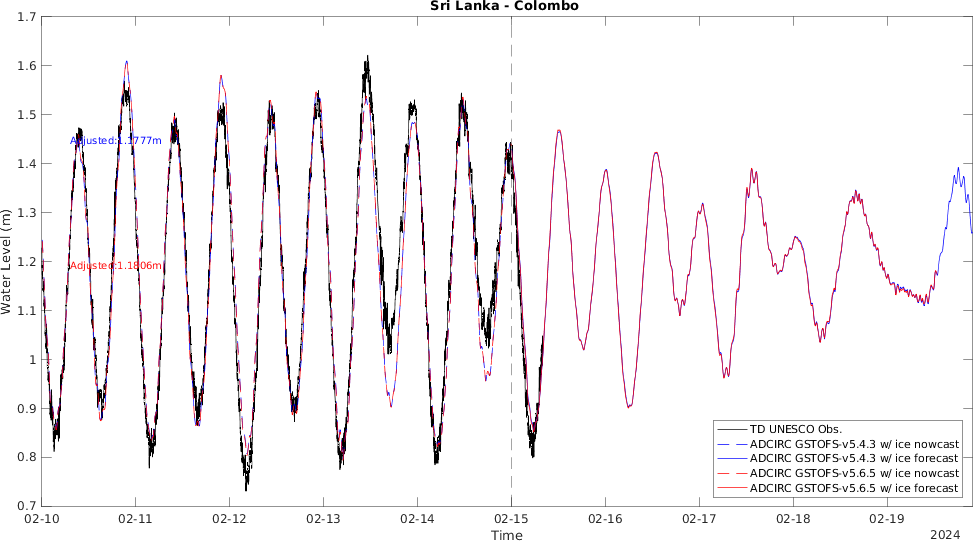 Sri Lanka - Colombo
1.7
1.6
1.5
1.4
1.3
1.2
1.1
1
0.9
0.8
0.7
Water Level (m)
Adjusted:1.1777m
Adjusted:1.1806m
TD UNESCO Obs.
ADCIRC GSTOFS-v5.4.3 w/ ice nowcast
ADCIRC GSTOFS-v5.4.3 w/ ice forecast
ADCIRC GSTOFS-v5.6.5 w/ ice nowcast
ADCIRC GSTOFS-v5.6.5 w/ ice forecast
02-10 02-11 02-12 02-13 02-14 02-15 02-16 02-17 02-18 02-19
Time
2024